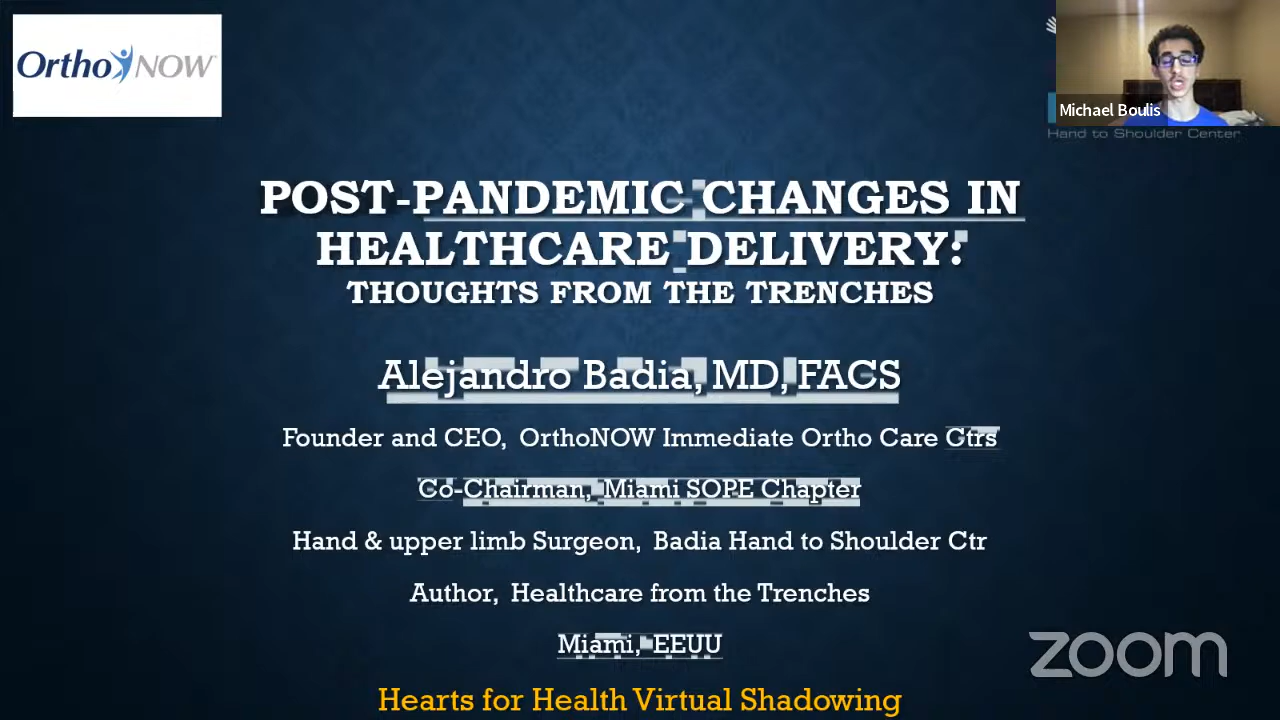 OrthoNOW
Michael Boulis
Hand to Shoulder Center
POST-PANDEMIC CHANGES IN
HEALTHCARE DELIVERY:
THOUGHTS FROM THE TRENCHES
Alejandro Badia, MD, FACS
Founder and CEO, OrthoNOW Immediate Ortho Care Ctrs
Co-Chairman, Miami SOPE Chapter
Hand & upper limb Surgeon, Badia Hand to Shoulder Ctr
Author, Healthcare from the Trenches
Miami, EEUU
zoom
Hearts for Health Virtual Shadowing